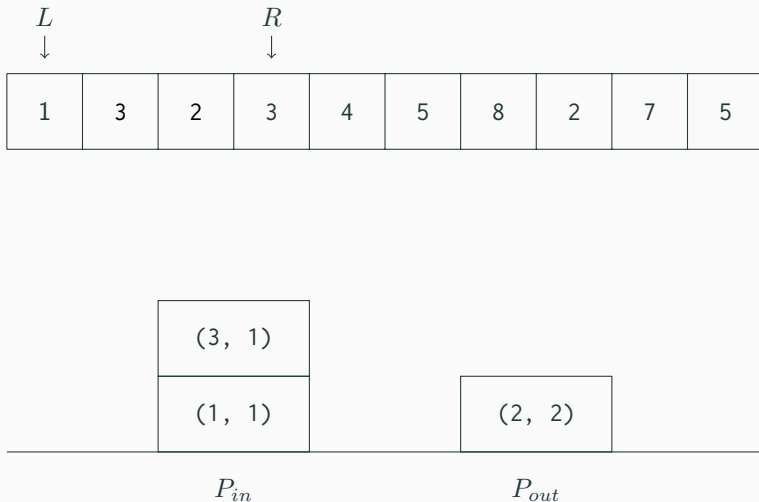 L R
↓ ↓
1 3 2 3 4 5 8 2 7 5
(3, 1)
(1, 1) (2, 2)
P_in P_out